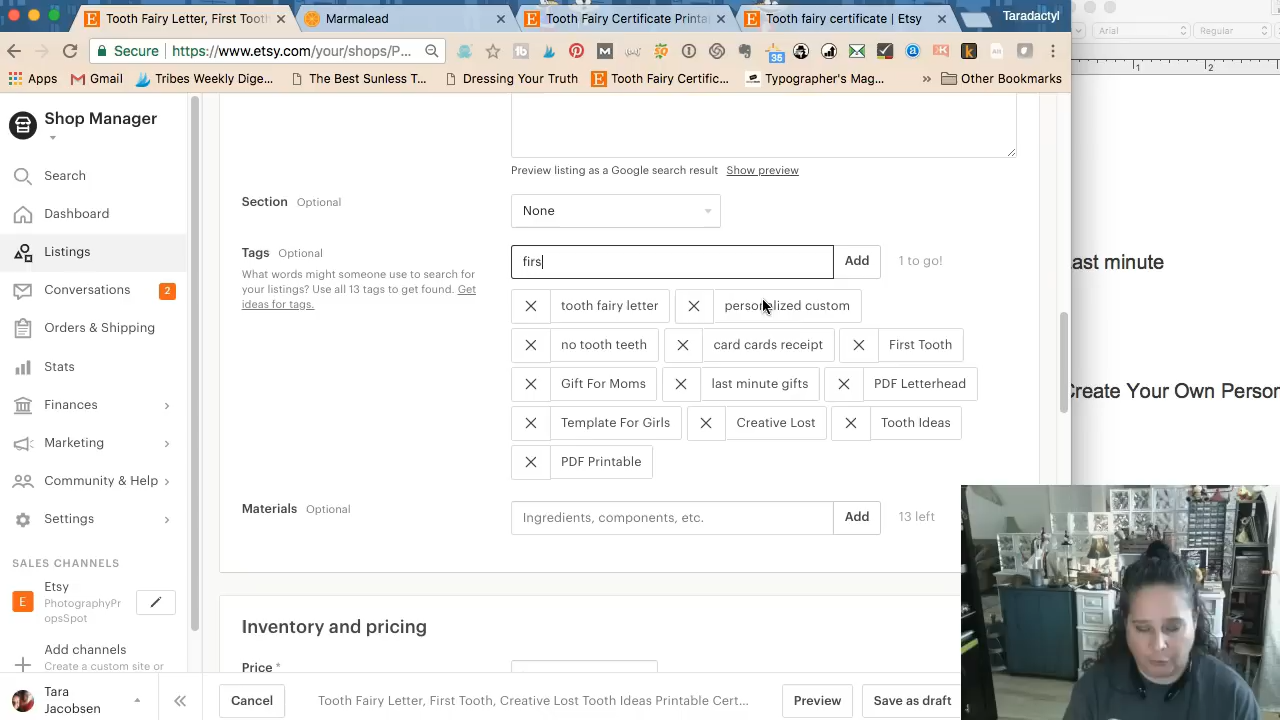 Tooth Fairy Letter, First Tooth
Marmalead
Tooth Fairy Certificate Printa
Tooth fairy certificate | Etsy
Taradactyl
Secure
https://www.etsy.com/your/shops/P...
35
Arial
Regular
Apps
Gmail
Tribes Weekly Dige...
The Best Sunless T...
Dressing Your Truth
Tooth Fairy Certific...
Typographer's Mag...
»
Other Bookmarks
1
2
Shop Manager
Search
Dashboard
Listings
Conversations
2
Orders & Shipping
Stats
Finances
Marketing
Community & Help
Settings
SALES CHANNELS
E
Etsy
PhotographyPr
opsSpot
Add channels
Create a custom site or
Tara
Jacobsen
Preview listing as a Google search result Show preview
Section Optional
None
Tags Optional
What words might someone use to search for
your listings? Use all 13 tags to get found. Get
ideas for tags.
firs
Add
1 to go!
tooth fairy letter
personalized custom
no tooth teeth
card cards receipt
First Tooth
Gift For Moms
last minute gifts
PDF Letterhead
Template For Girls
Creative Lost
Tooth Ideas
PDF Printable
Materials Optional
Ingredients, components, etc.
Add
13 left
Inventory and pricing
Price *
Cancel
Tooth Fairy Letter, First Tooth, Creative Lost Tooth Ideas Printable Cert...
Preview
Save as draft
ast minute
Create Your Own Person